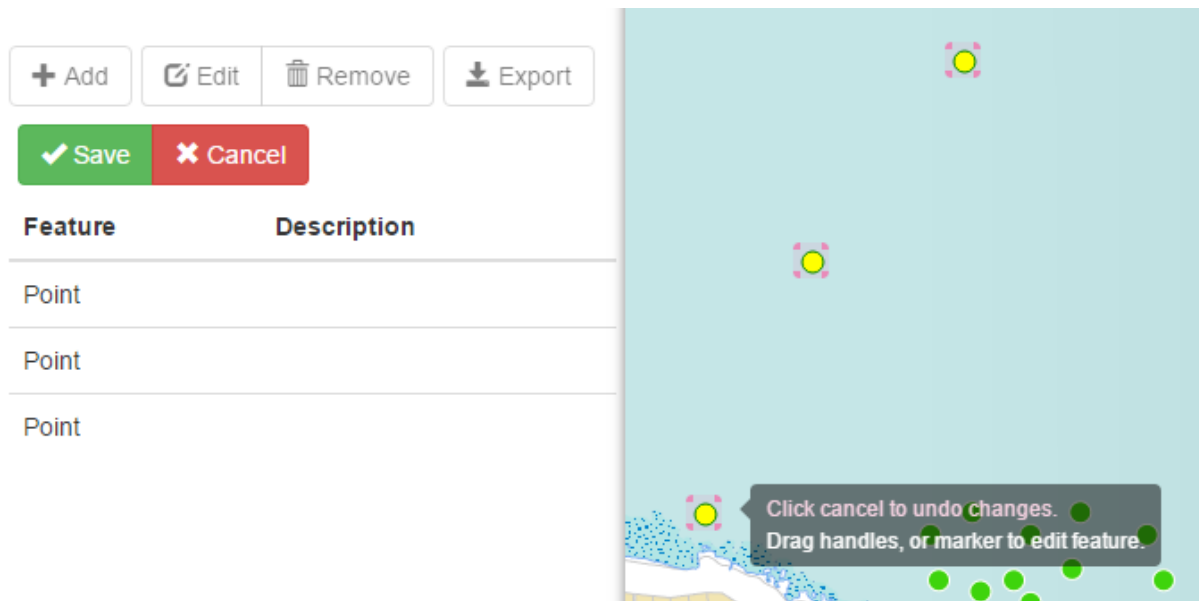 Add Edit Remove Export
Save Cancel
Feature Description
Point
Point
Point
Click cancel to undo changes.
Drag handles, or marker to edit feature.